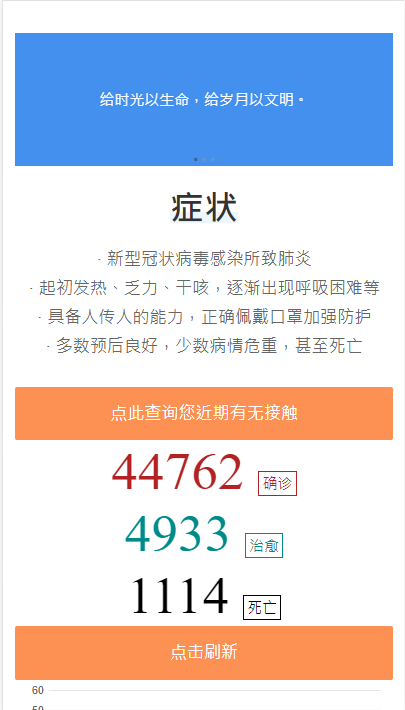 给时光以生命，给岁月以文明。
症状
· 新型冠状病毒感染所致肺炎
· 起初发热、乏力、干咳，逐渐出现呼吸困难等
· 具备人传人的能力，正确佩戴口罩加强防护
· 多数预后良好，少数病情危重，甚至死亡
点此查询您近期有无接触
44762 确诊
4933 治愈
1114 死亡
点击刷新
60